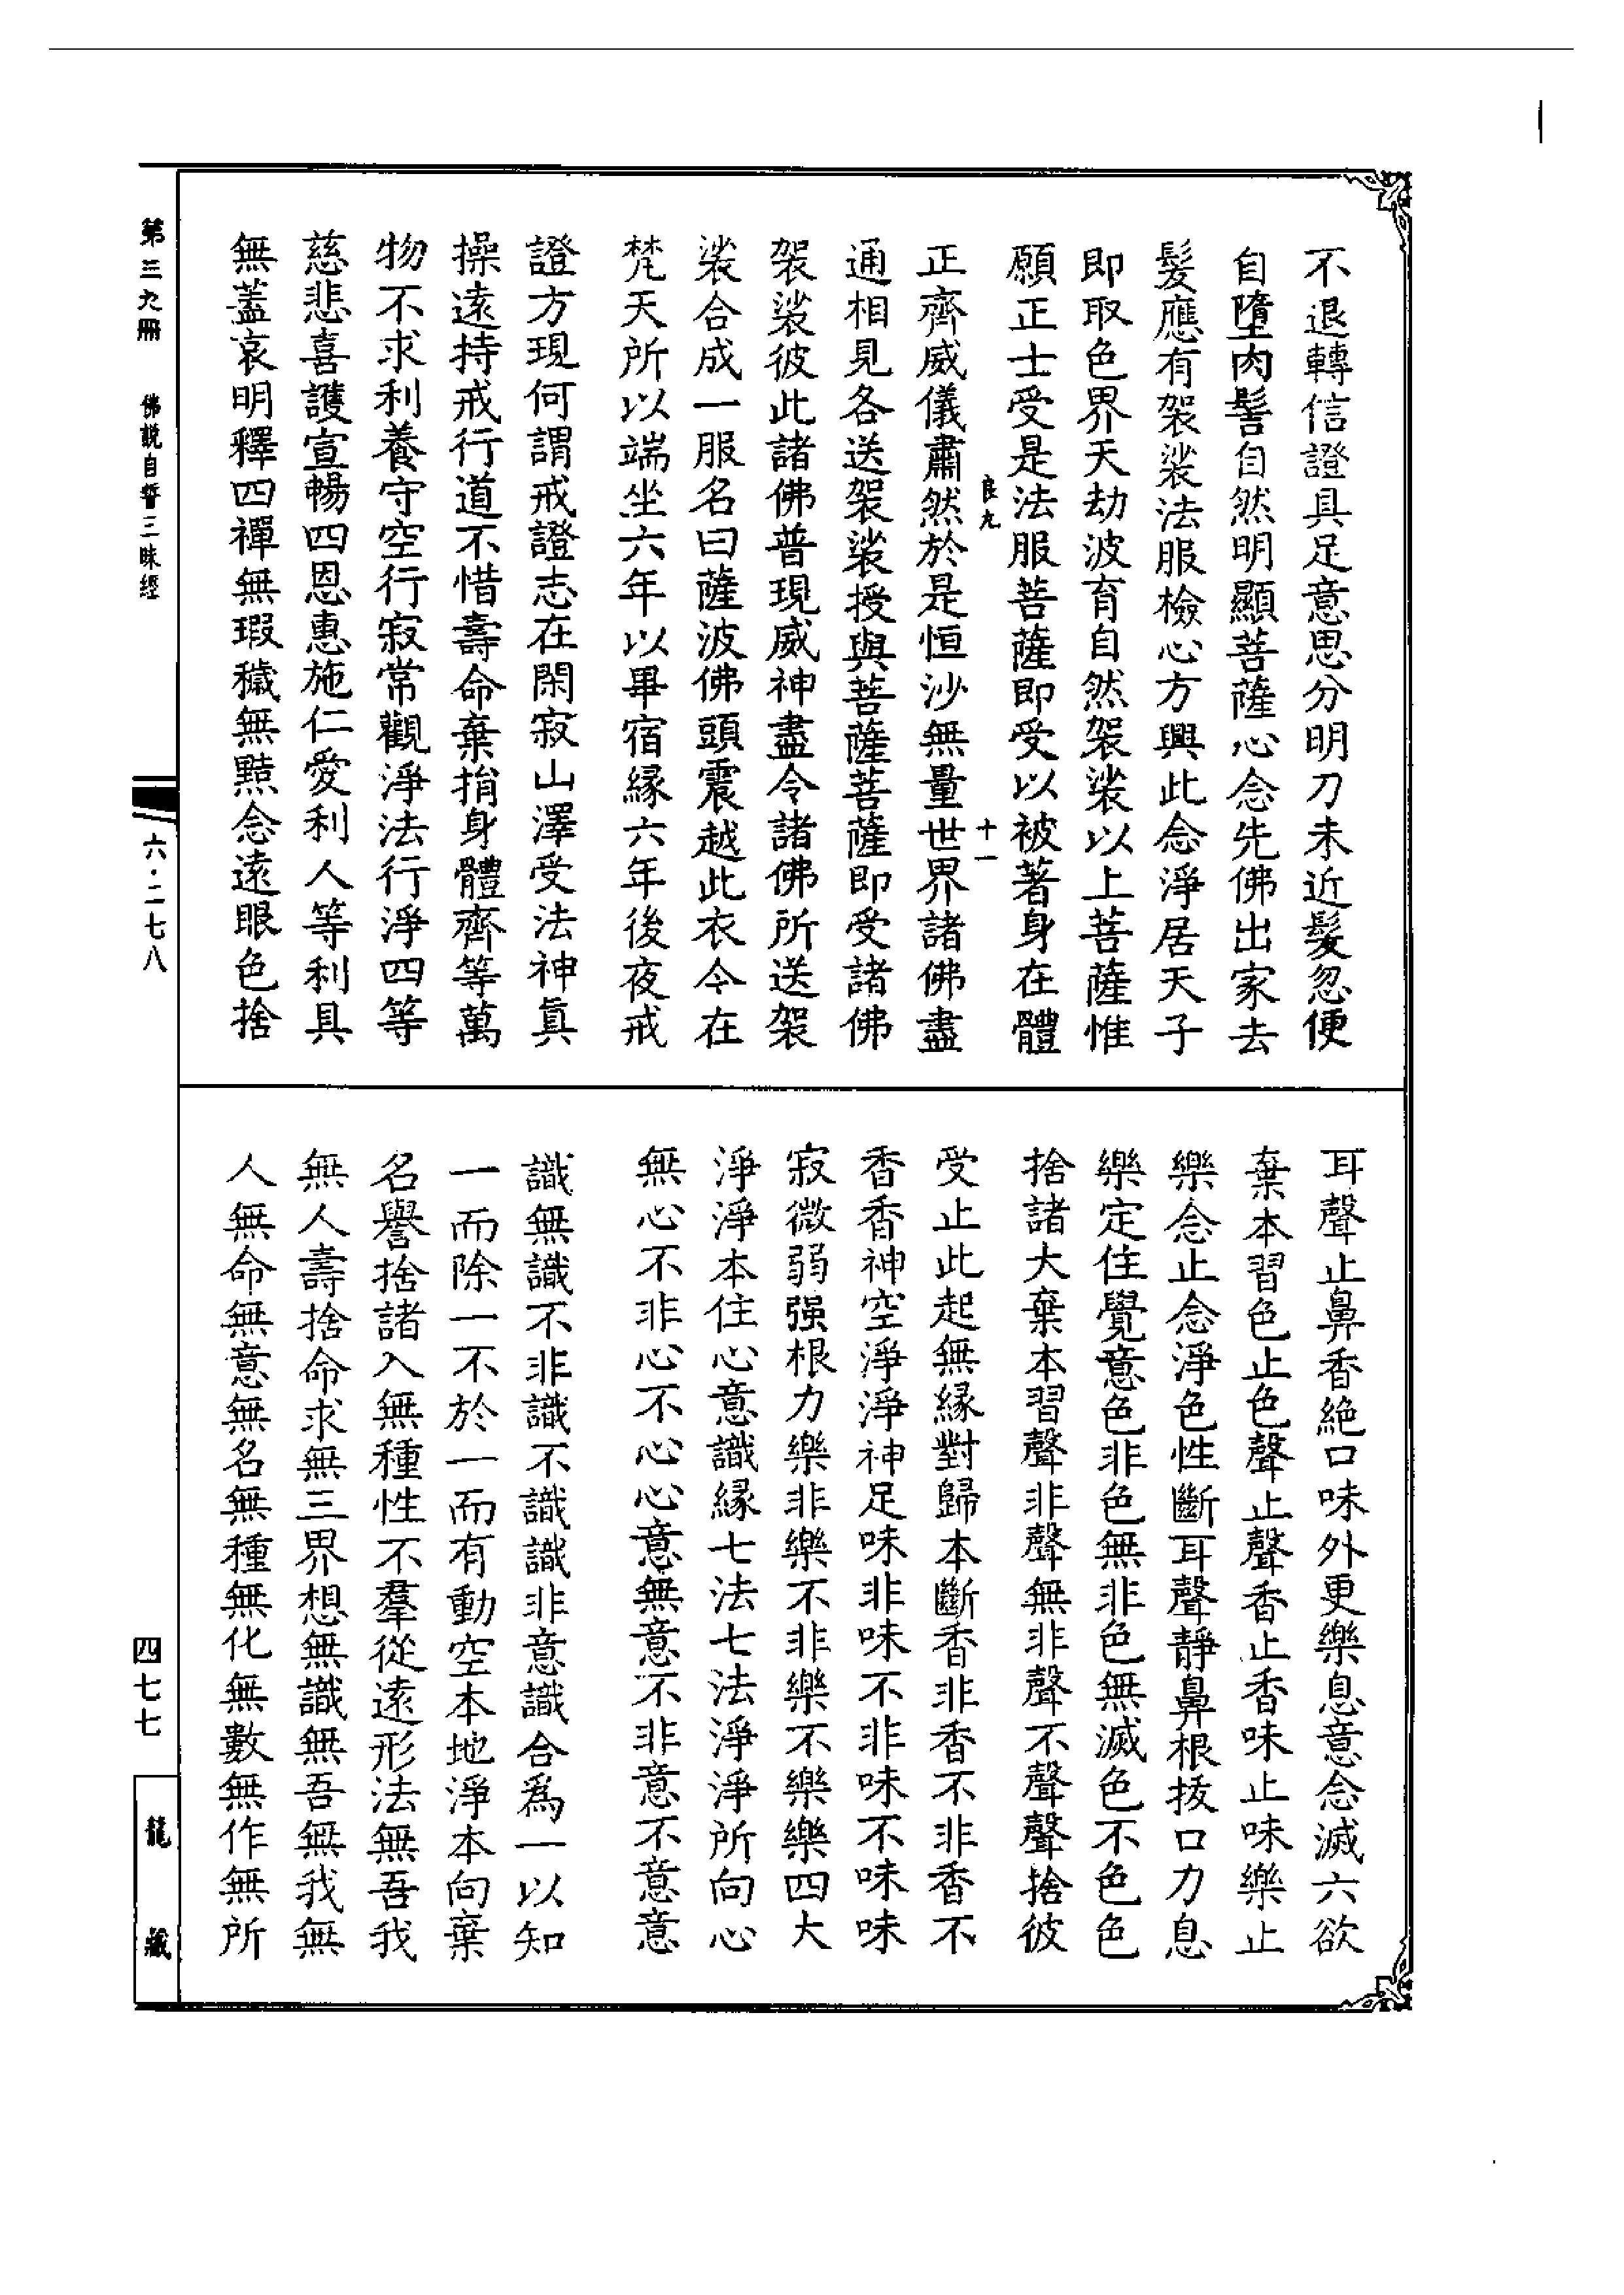 不退轉信證具足意思分明刀未近髮忽便
自墮肉髻自然明顯菩薩心念先佛出家去
髮應有袈裟法服檢心方興此念淨居天子
即取色界天劫波育自然袈裟以上菩薩惟
願正士受是法服菩薩即受以被著身在體
良九
十一
正齊威儀肅然於是恒沙無量世界諸佛盡
通相見各送袈裟授與菩薩菩薩即受諸佛
袈裟彼此諸佛普現威神盡令諸佛所送袈
裟合成一服名曰薩波佛頭震越此衣今在
梵天所以端坐六年以畢宿緣六年後夜戒
證方現何謂戒證志在閑寂山澤受法神真
操遠持戒行道不惜壽命棄捐身體齊等萬
物不求利養守空行寂常觀淨法行淨四等
慈悲喜護宣暢四恩惠施仁愛利人等利具
無蓋哀明釋四禪無瑕穢無點念遠眼色捨
耳聲止鼻香絕口味外更樂息意念滅六欲
棄本習色止色聲止聲香止香味止味樂止
樂念止念淨色性斷耳聲靜鼻根拔口力息
樂定住覺意色非色無非色無滅色不色色
捨諸大棄本習聲非聲無非聲不聲聲捨彼
受止此起無緣對歸本斷香非香不非香不
香香神空淨淨神足味非味不非味不味味
寂微弱强根力樂非樂不非樂不樂樂四大
淨淨本住心意識緣七法七法淨淨所向心
無心不非心不心心意無意不非意不意意
識無識不非識不識識非意識合為一以知
一而除一不於一而有動空本地淨本向棄
名譽捨諸入無種性不羣從遠形法無吾我
無人壽捨命求無三界想無識無吾無我無
人無命無意無名無種無化無數無作無所
第三九冊
佛說自誓三昧經
六·二七八
四七七
龍藏